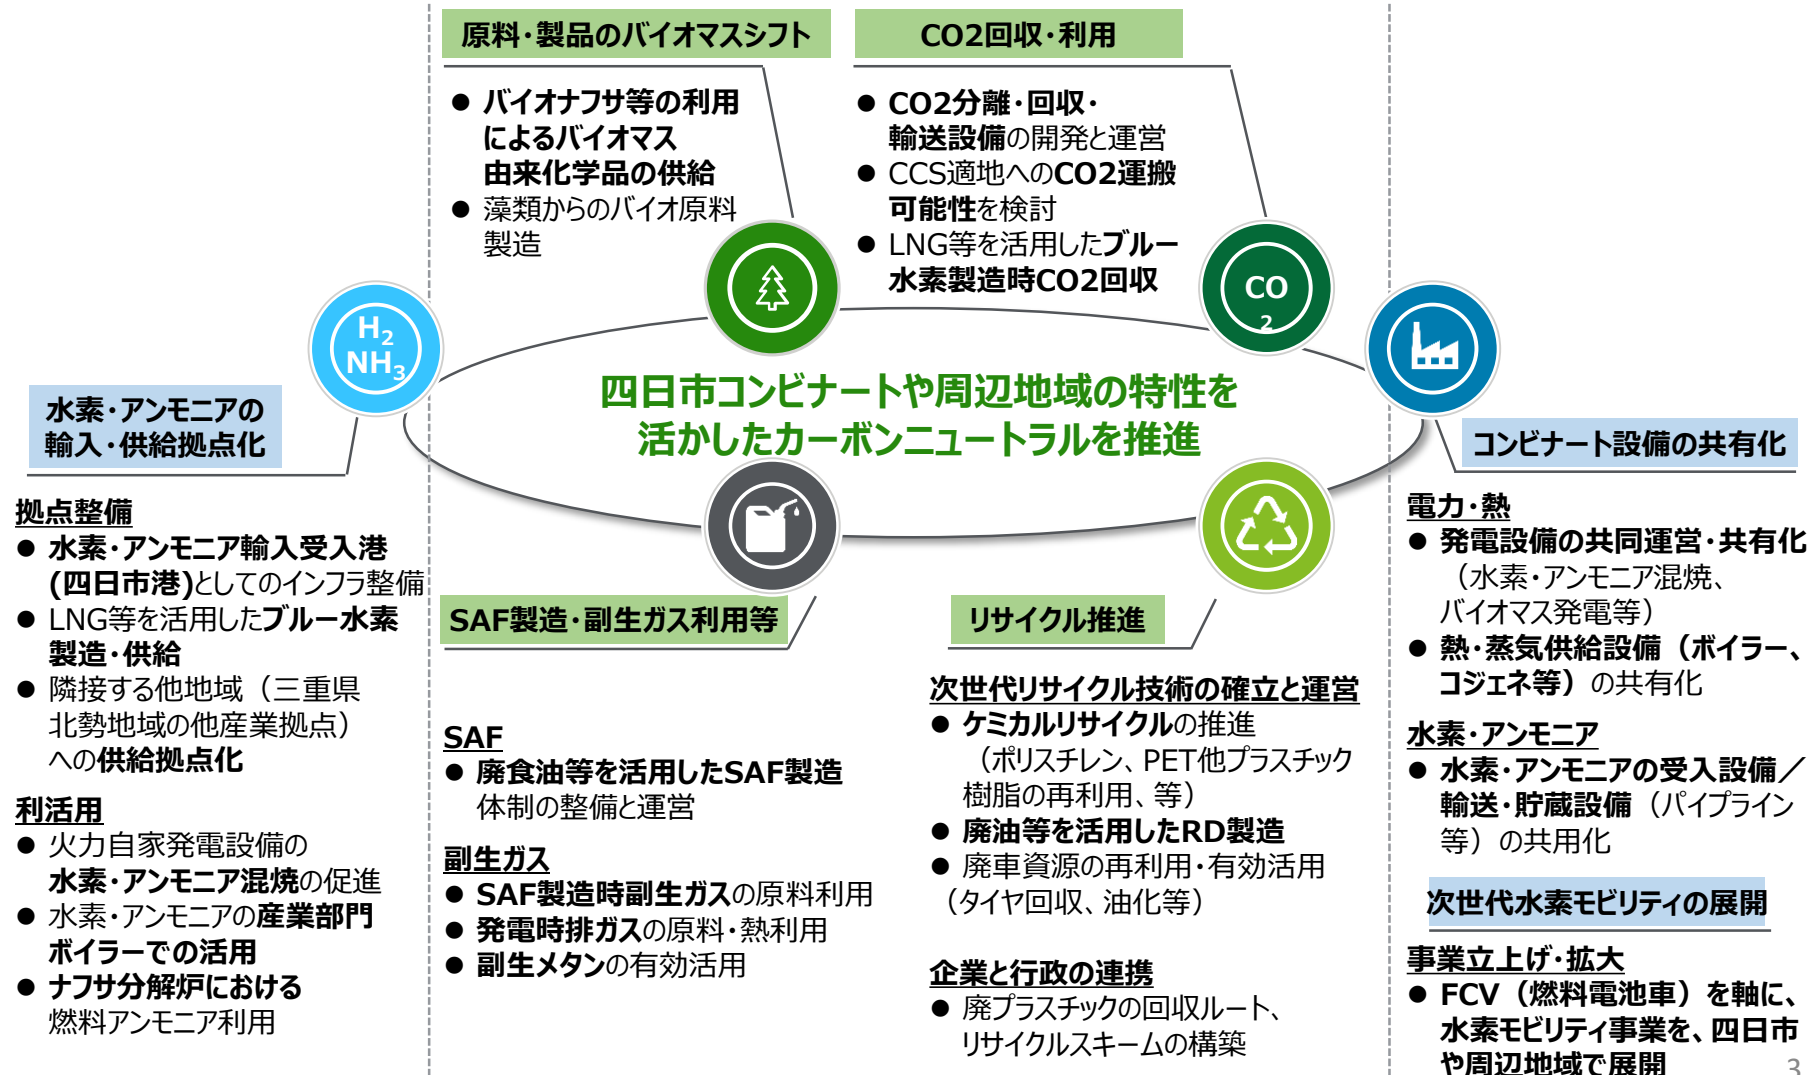 原料・製品のバイオマスシフト
● バイオナフサ等の利用
によるバイオマス
由来化学品の供給
● 藻類からのバイオ原料
製造
CO2回収・利用
● CO2分離・回収・
輸送設備の開発と運営
● CCS適地へのCO2運搬
可能性を検討
● LNG等を活用したブルー
水素製造時CO2回収
H2
NH3
CO
2
四日市コンビナートや周辺地域の特性を
活かしたカーボンニュートラルを推進
水素・アンモニアの
輸入・供給拠点化
拠点整備
● 水素・アンモニア輸入受入港
(四日市港)としてのインフラ整備
● LNG等を活用したブルー水素
製造・供給
● 隣接する他地域（三重県
北勢地域の他産業拠点）
への供給拠点化
利活用
● 火力自家発電設備の
水素・アンモニア混焼の促進
● 水素・アンモニアの産業部門
ボイラーでの活用
● ナフサ分解炉における
燃料アンモニア利用
SAF製造・副生ガス利用等
SAF
● 廃食油等を活用したSAF製造
体制の整備と運営
副生ガス
● SAF製造時副生ガスの原料利用
● 発電時排ガスの原料・熱利用
● 副生メタンの有効活用
リサイクル推進
次世代リサイクル技術の確立と運営
● ケミカルリサイクルの推進
（ポリスチレン、PET他プラスチック
樹脂の再利用、等）
● 廃油等を活用したRD製造
● 廃車資源の再利用・有効活用
（タイヤ回収、油化等）
企業と行政の連携
● 廃プラスチックの回収ルート、
リサイクルスキームの構築
コンビナート設備の共有化
電力・熱
● 発電設備の共同運営・共有化
（水素・アンモニア混焼、
バイオマス発電等）
● 熱・蒸気供給設備（ボイラー、
コジェネ等）の共有化
水素・アンモニア
● 水素・アンモニアの受入設備／
輸送・貯蔵設備（パイプライン
等）の共用化
次世代水素モビリティの展開
事業立上げ・拡大
● FCV（燃料電池車）を軸に、
水素モビリティ事業を、四日市
や周辺地域で展開
3